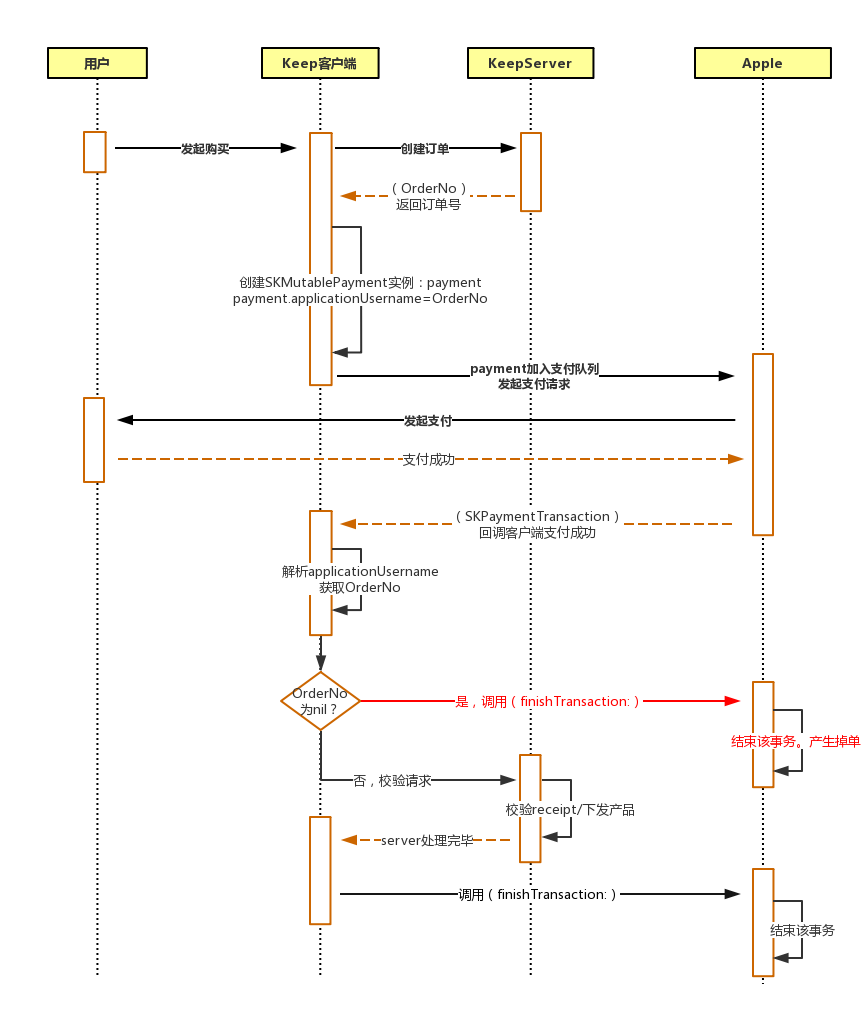 用户
Keep客户端
KeepServer
Apple
发起购买
创建订单
（OrderNo）
返回订单号
创建SKMutablePayment实例：payment
payment.applicationUsername=OrderNo
payment加入支付队列
发起支付请求
发起支付
支付成功
（SKPaymentTransaction）
回调客户端支付成功
解析applicationUsername
获取OrderNo
OrderNo
为nil？
是，调用（finishTransaction:）
结束该事务。产生掉单
否，校验请求
校验receipt/下发产品
server处理完毕
调用（finishTransaction:）
结束该事务